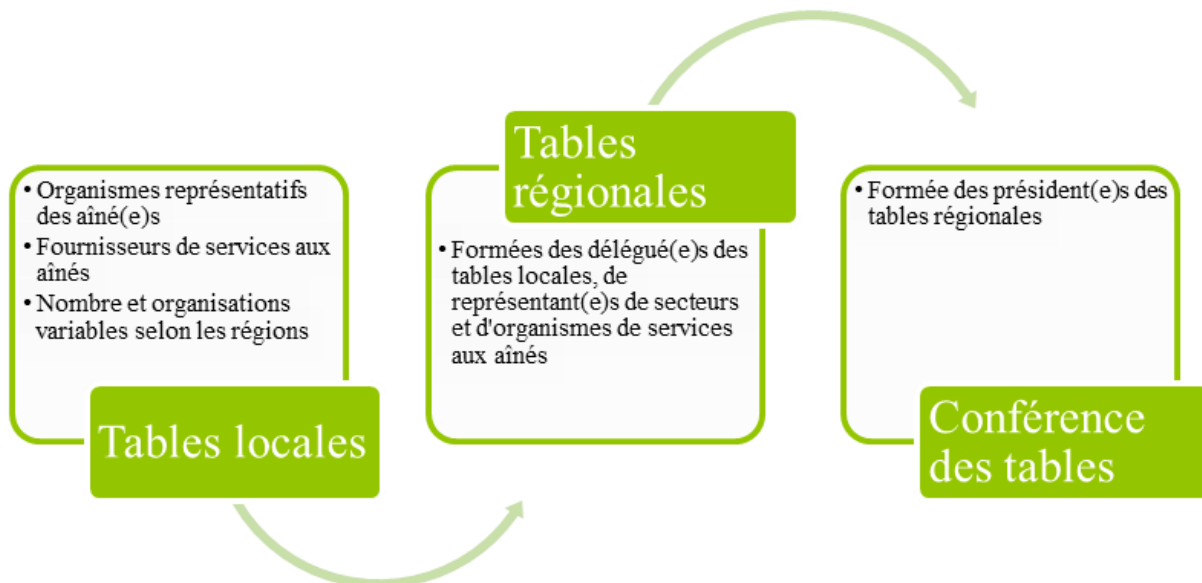 • Organismes représentatifs
des aîné(e)s
• Fournisseurs de services aux
aînés
• Nombre et organisations
variables selon les régions
Tables locales
Tables
régionales
• Formées des délégué(e)s des
tables locales, de
représentant(e)s de secteurs
et d'organismes de services
aux aînés
• Formée des président(e)s des
tables régionales
Conférence
des tables